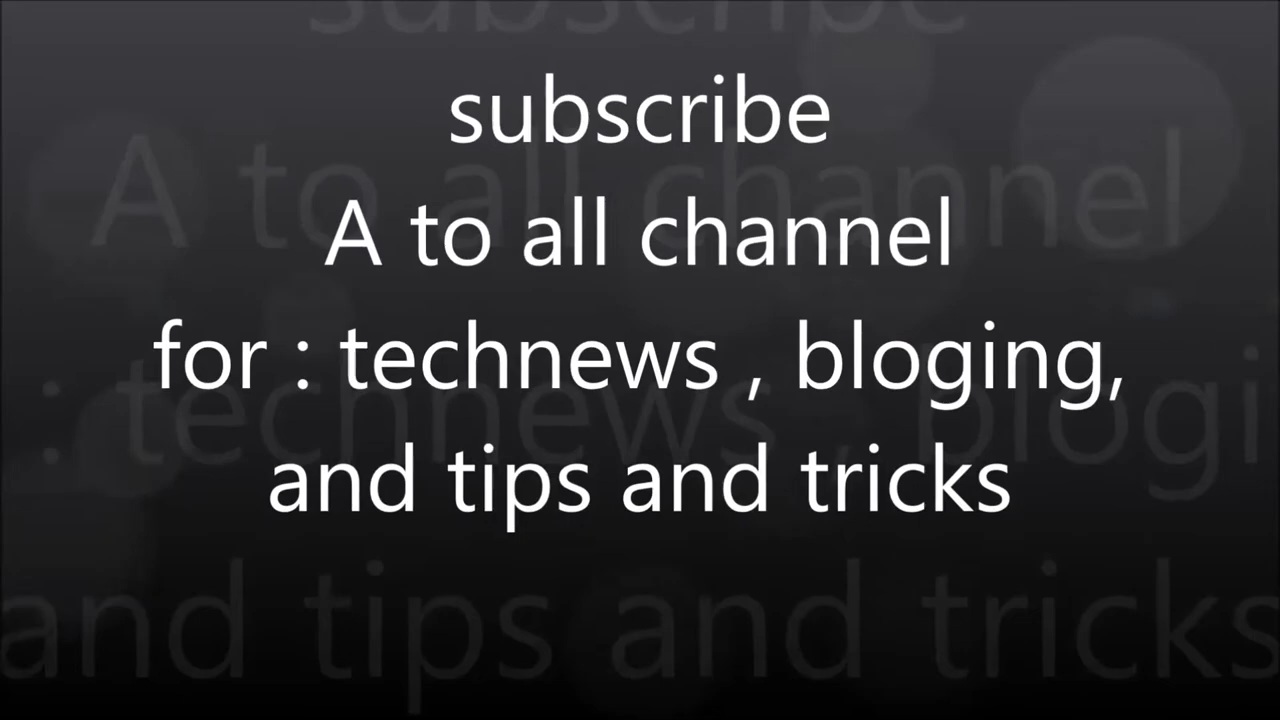 subscribe
A to all channel
for : technews , bloging,
and tips and tricks